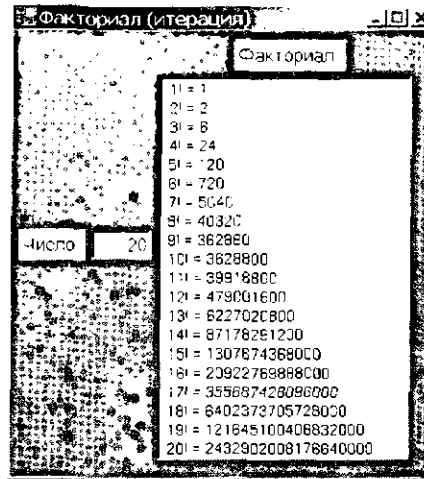 Факториал (итерация)
Факториал
1! = 1
2! = 2
3! = 6
4! = 24
5! = 120
6! = 720
7! = 5040
8! = 40320
9! = 362880
10! = 3628800
11! = 39916800
12! = 479001600
Число 20
13! = 6227020800
14! = 87178291200
15! = 1307674368000
16! = 20922789888000
17! = 355687428096000
18! = 6402373705728000
19! = 121645100408832000
20! = 2432902008176640000